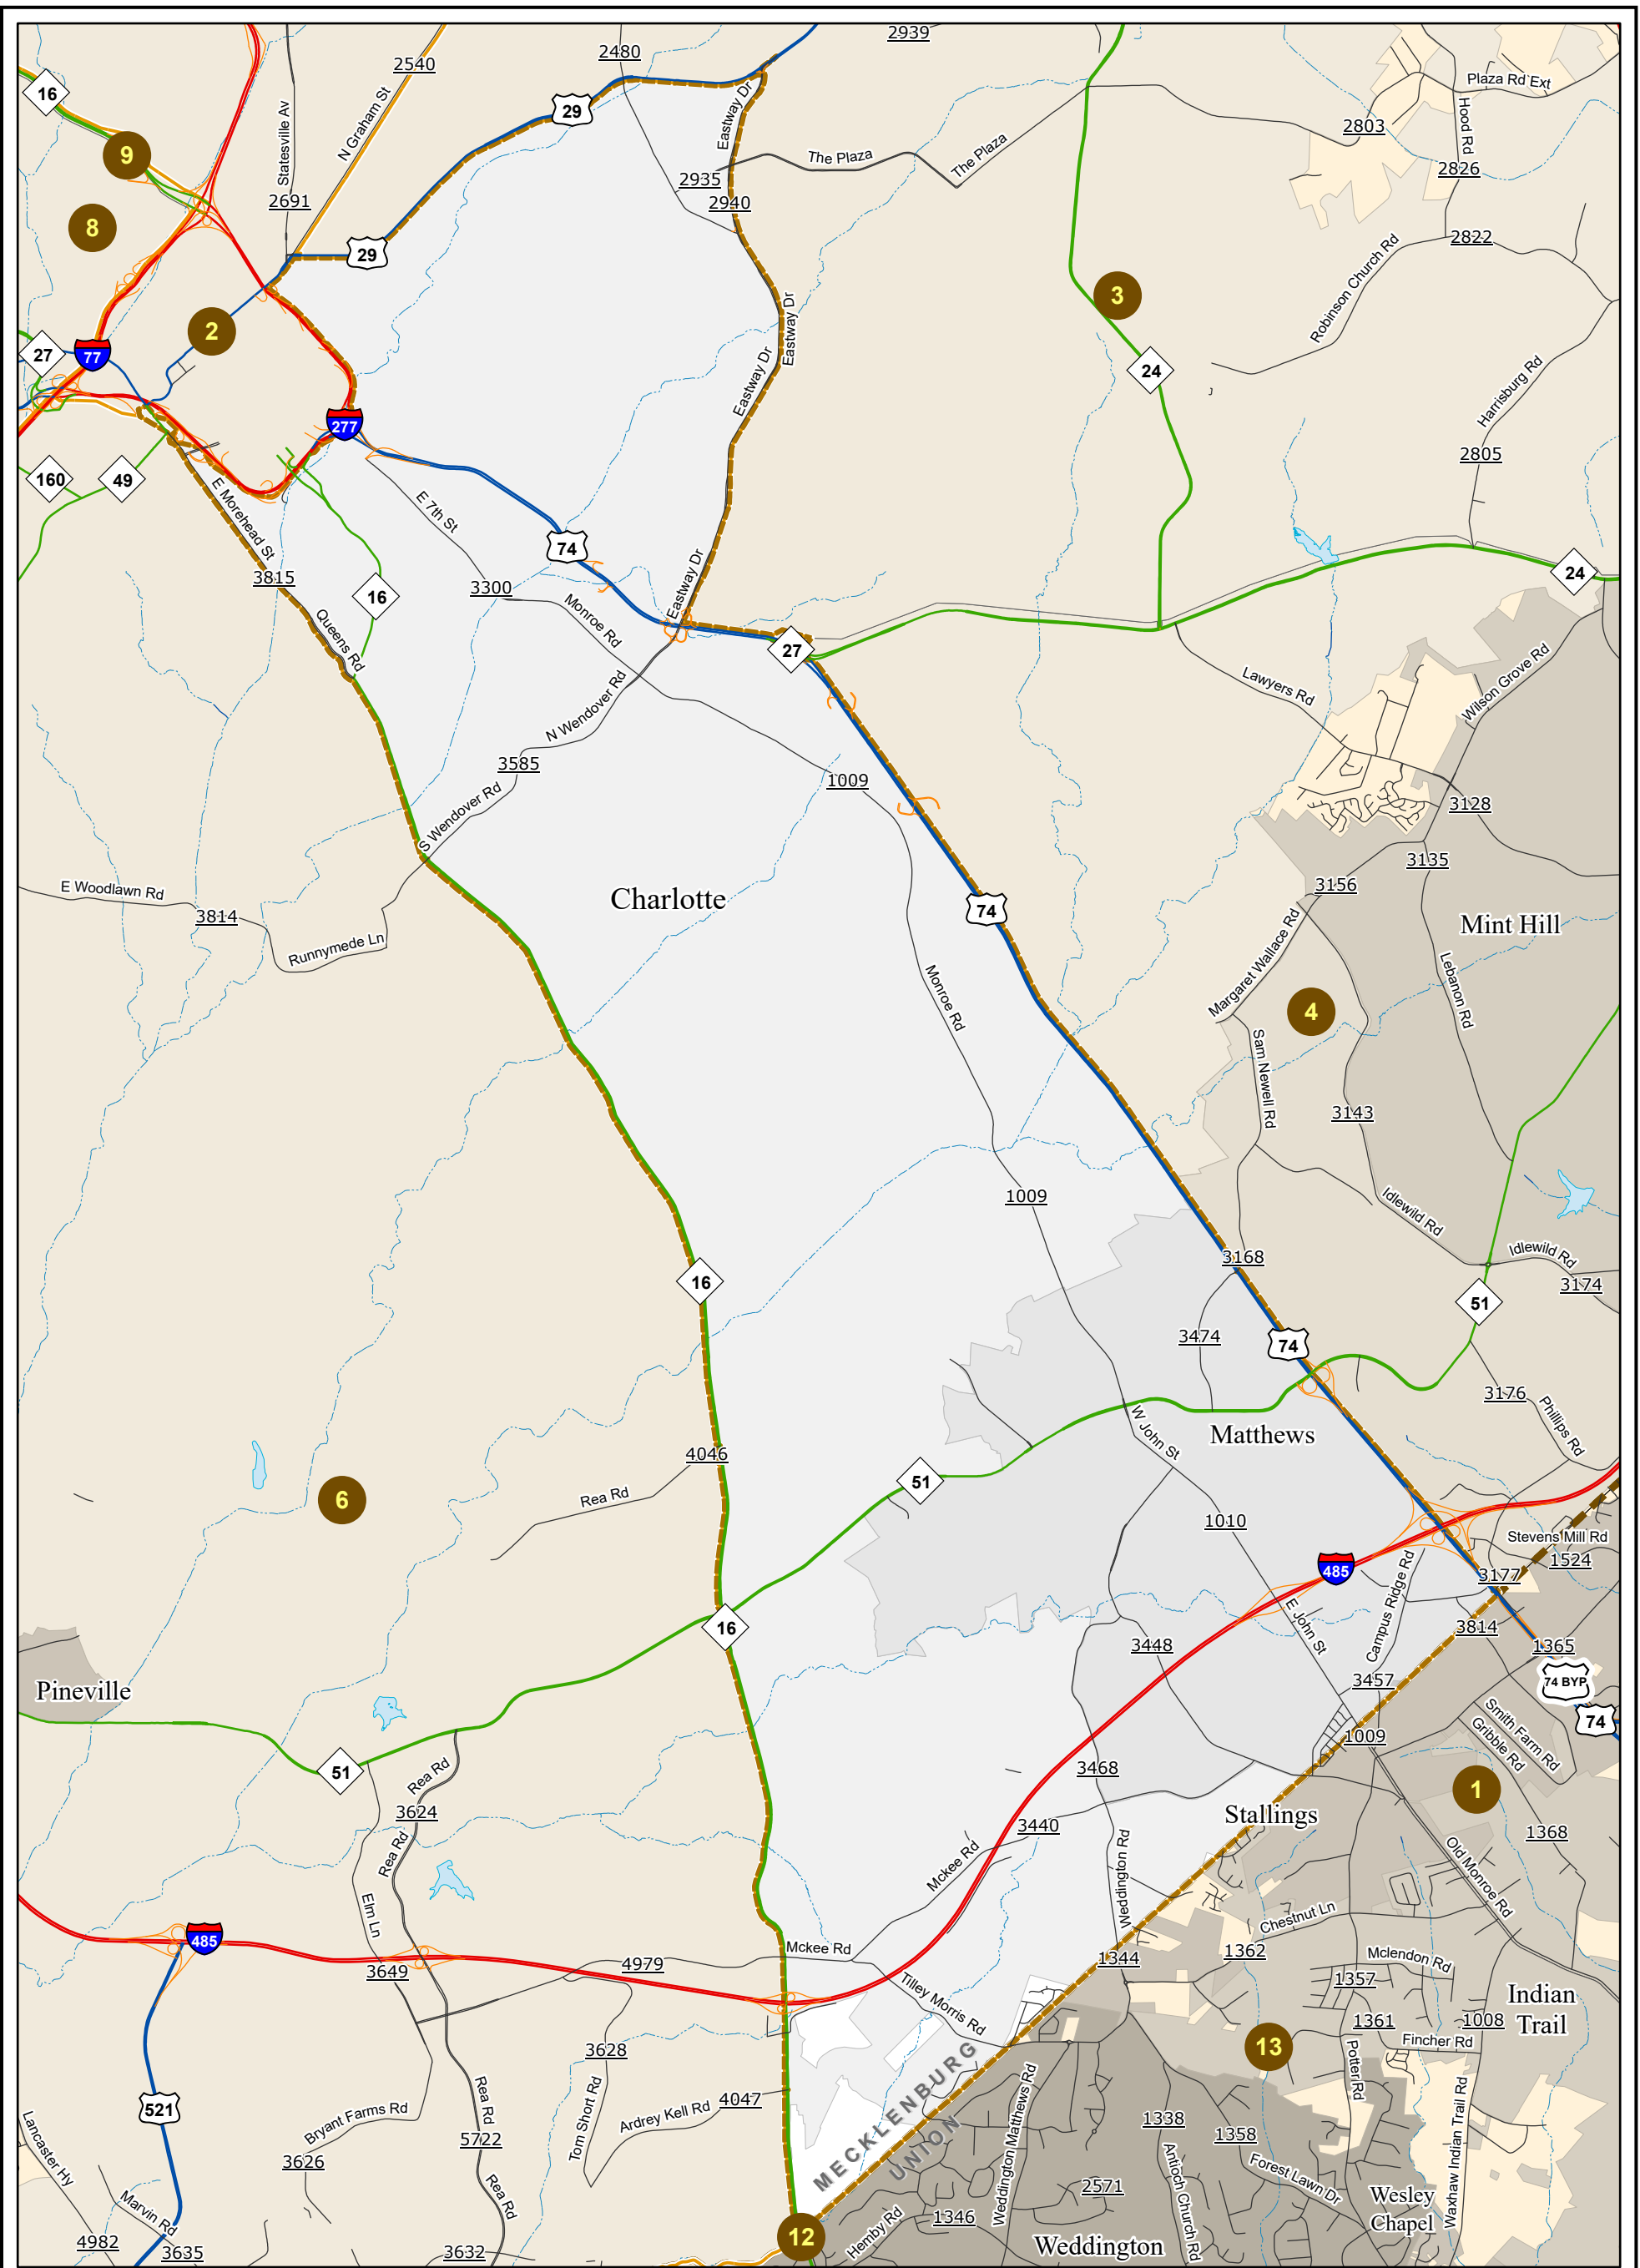 2939
2480
2540
16
Statesville Av
N Graham St
29
Eastway Dr
Plaza Rd Ext
Hood Rd
2803
9
The Plaza
The Plaza
2826
2935
2940
2691
8
29
2822
Robinson Church Rd
3
2
Eastway Dr
27
77
24
Eastway Dr
Harrisburg Rd
277
2805
160
49
E Morehead St
E 7th St
74
Eastway Dr
24
3815
3300
16
Monroe Rd
Queens Rd
27
Lawyers Rd
Wilson Grove Rd
N Wendover Rd
3585
1009
3128
S Wendover Rd
3135
E Woodlawn Rd
3156
Charlotte
74
3814
Mint Hill
Runnymede Ln
Margaret Wallace Rd
Monroe Rd
Lebanon Rd
4
Sam Newell Rd
3143
1009
Idlewild Rd
3168
Idlewild Rd
16
3174
51
3474
74
3176
W John St
Matthews
Phillips Rd
4046
51
6
Rea Rd
1010
Stevens Mill Rd
1524
485
3177
Campus Ridge Rd
16
E John St
3814
3448
1365
Pineville
3457
74 BYP
74
Smith Farm Rd
Gribble Rd
1009
51
Rea Rd
3468
1
3624
Stallings
3440
1368
Rea Rd
Mckee Rd
Weddington Rd
Old Monroe Rd
Elm Ln
Chestnut Ln
485
Mckee Rd
1362
Mclendon Rd
1344
4979
3649
1357
Tilley Morris Rd
Indian
Trail
1361
1008
Fincher Rd
13
3628
MECKLENBURG
UNION
Potter Rd
Weddington Matthews Rd
Rea Rd
Tom Short Rd
521
Bryant Farms Rd
Ardrey Kell Rd
4047
1338
Waxhaw Indian Trail Rd
Lancaster Hy
5722
1358
3626
Antioch Church Rd
Forest Lawn Dr
2571
Rea Rd
Wesley
Chapel
Marvin Rd
1346
Hemby Rd
12
4982
3635
3632
Weddington